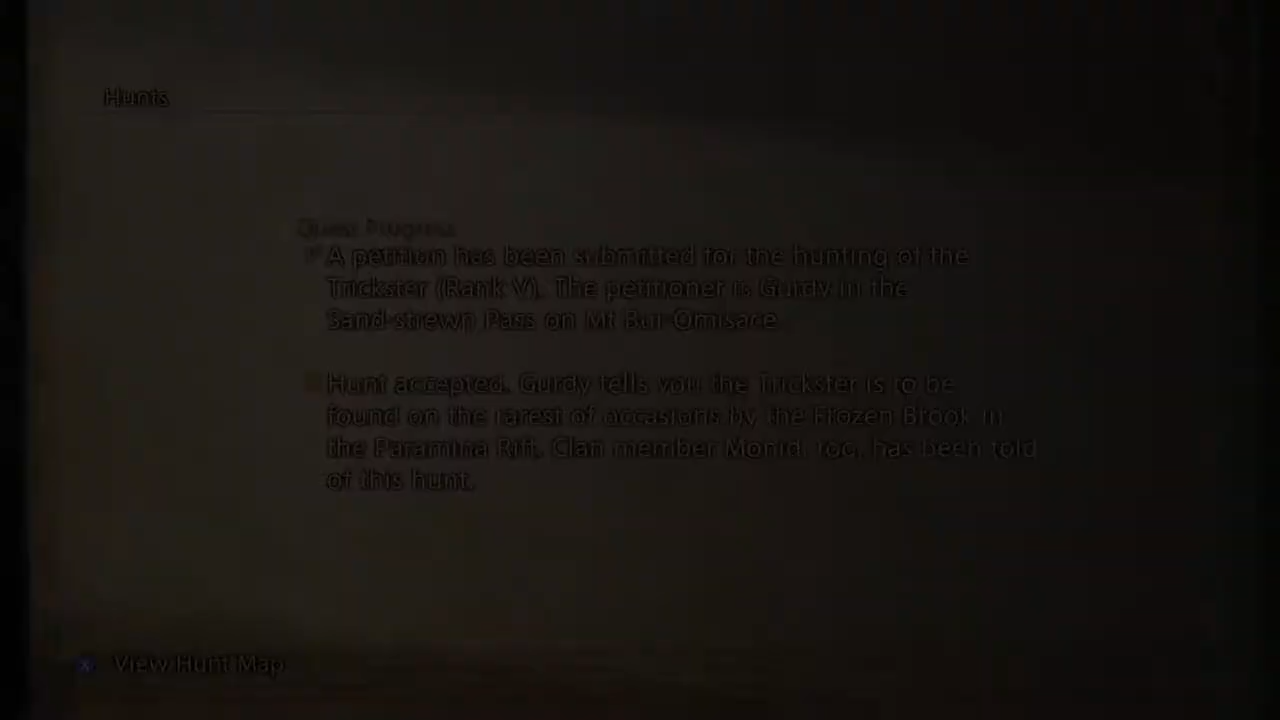 Hunts
Quest Progress
A petition has been submitted for the hunting of the
Trickster (Rank V). The petitioner is Gurdy in the
Sand-strewn Pass on Mt Bur-Omisace.
Hunt accepted. Gurdy tells you the Trickster is to be
found on the rarest of occasions by the Frozen Brook in
the Paramina Rift. Clan member Monid, too, has been told
of this hunt.
x View Hunt Map